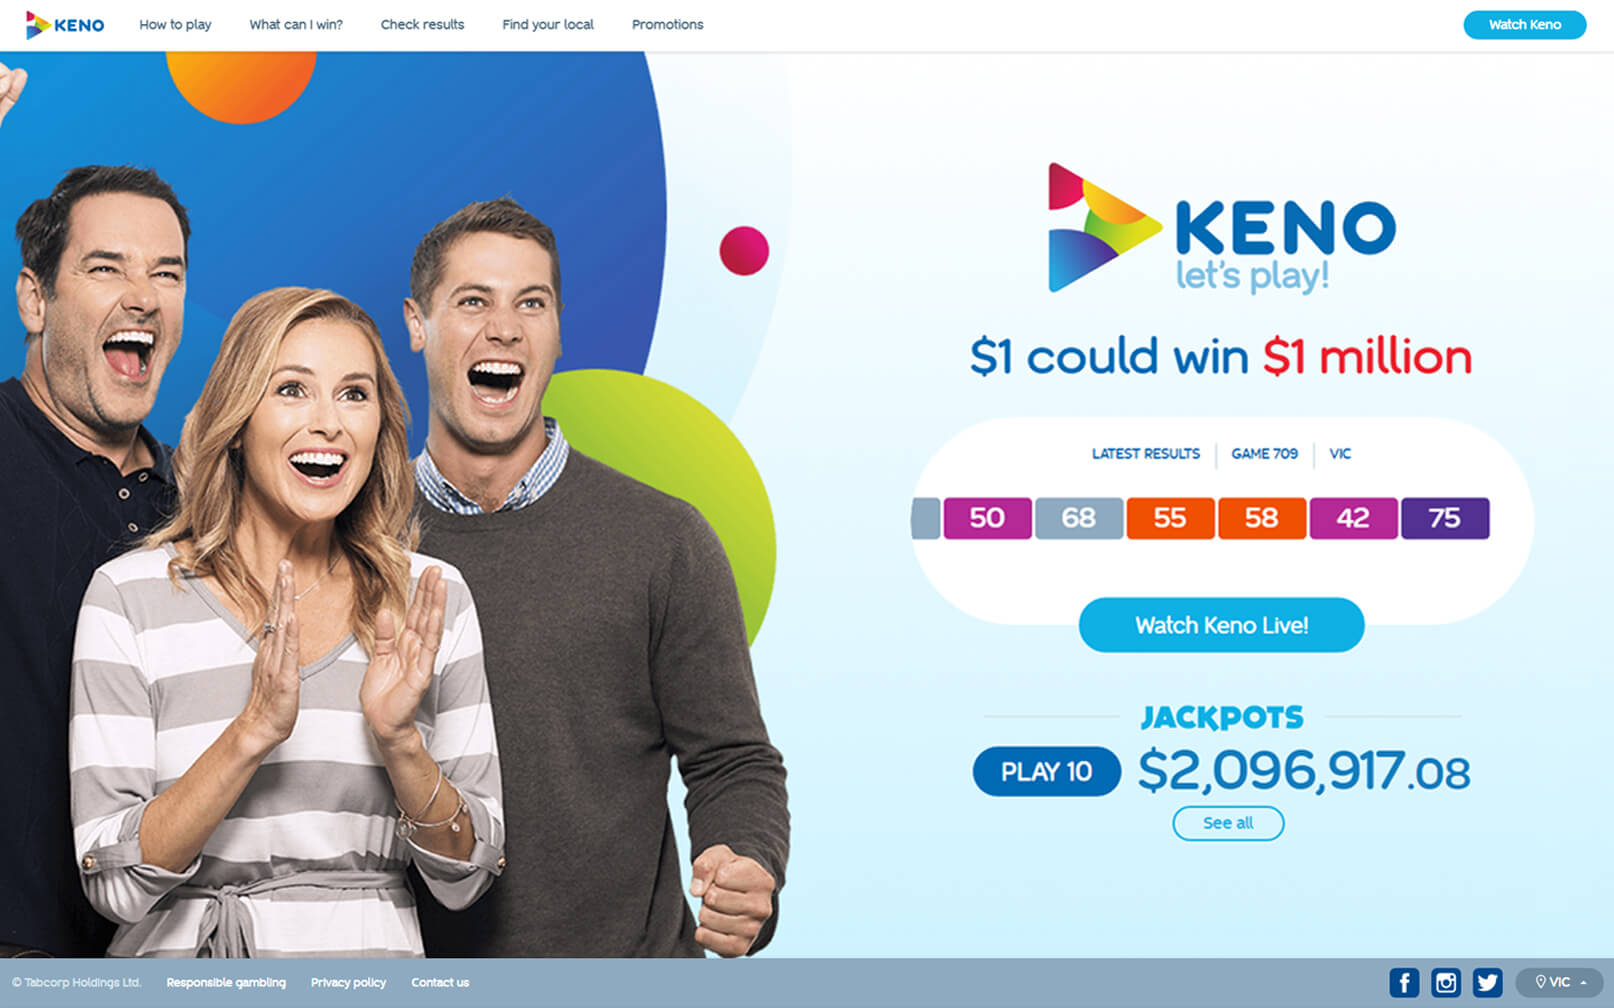 KENO
How to play
What can I win?
Check results
Find your local
Promotions
Watch Keno
KENO
let's play!
$1 could win $1 million
LATEST RESULTS
GAME 709
VIC
50 68 55 58 42 75
Watch Keno Live!
JACKPOTS
PLAY 10 $2,096,917.08
See all
© Tabcorp Holdings Ltd.
Responsible gambling
Privacy policy
Contact us
VIC